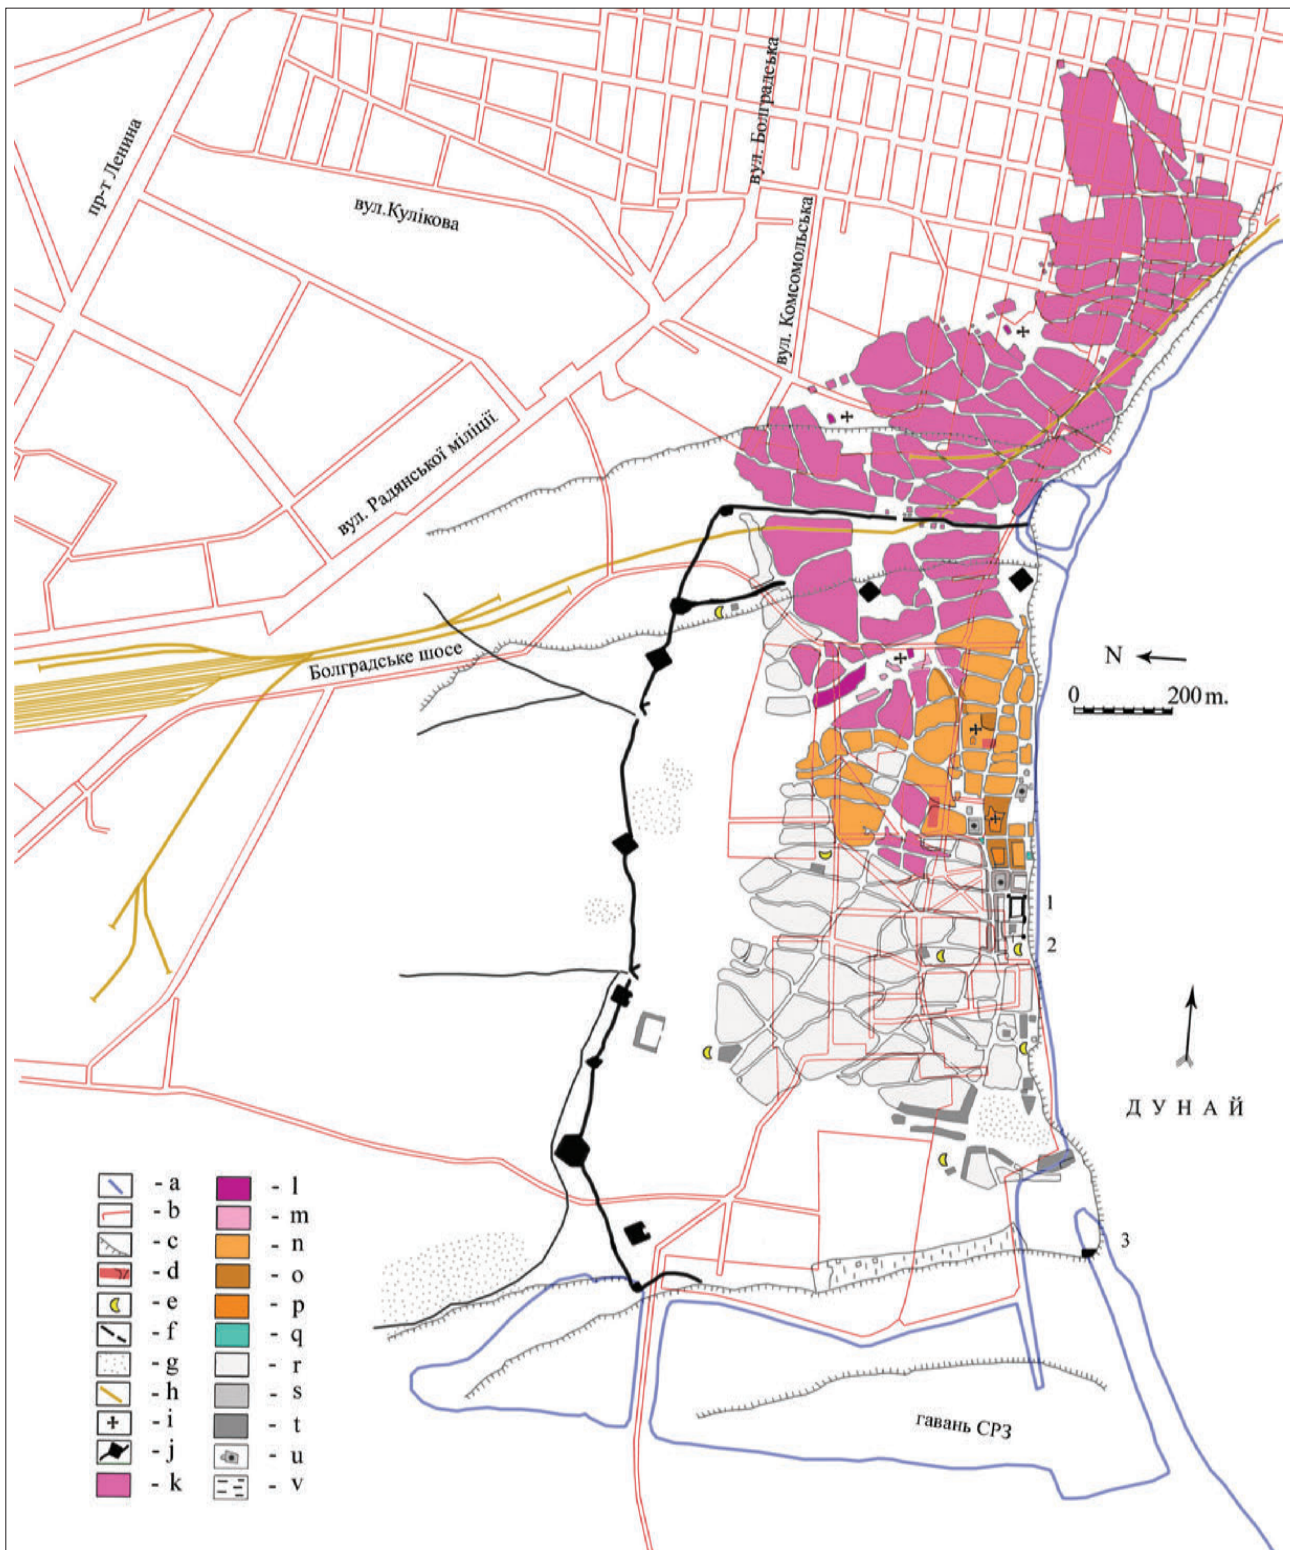 вул. Болградська
пр-т Ленина
вул.Кулікова
вул. Комсомольська
вул. Радянської міліції
Болградське шосе
N
0 200 m.
1
2
ДУНАЙ
3
гавань СРЗ
- a
- b
- c
- d
- e
- f
- g
- h
- i
- j
- k
- l
- m
- n
- o
- p
- q
- r
- s
- t
- u
- v